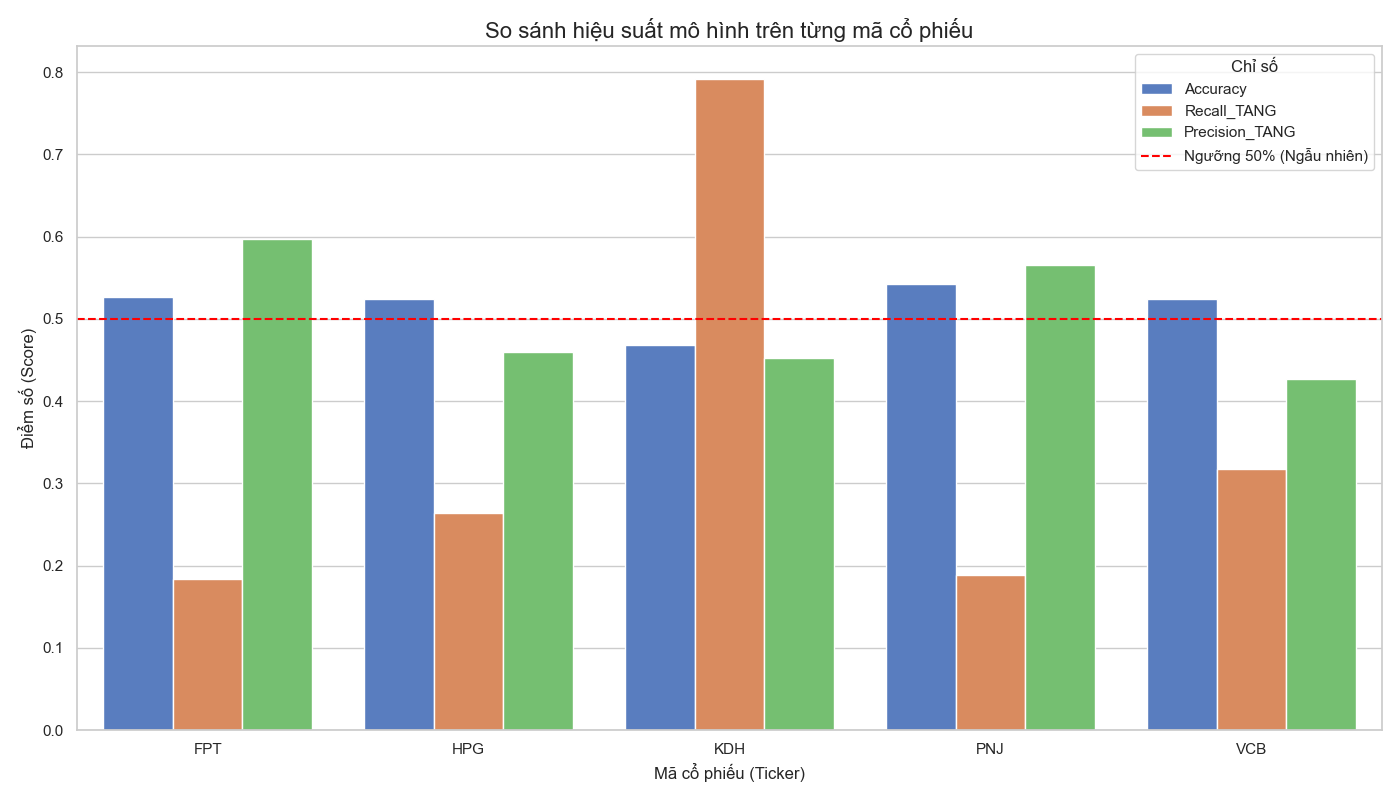 So sánh hiệu suất mô hình trên từng mã cổ phiếu
Chỉ số
Accuracy
Recall_TANG
Precision_TANG
Ngưỡng 50% (Ngẫu nhiên)
Điểm số (Score)
0.8
0.7
0.6
0.5
0.4
0.3
0.2
0.1
0.0
FPT
HPG
KDH
PNJ
VCB
Mã cổ phiếu (Ticker)